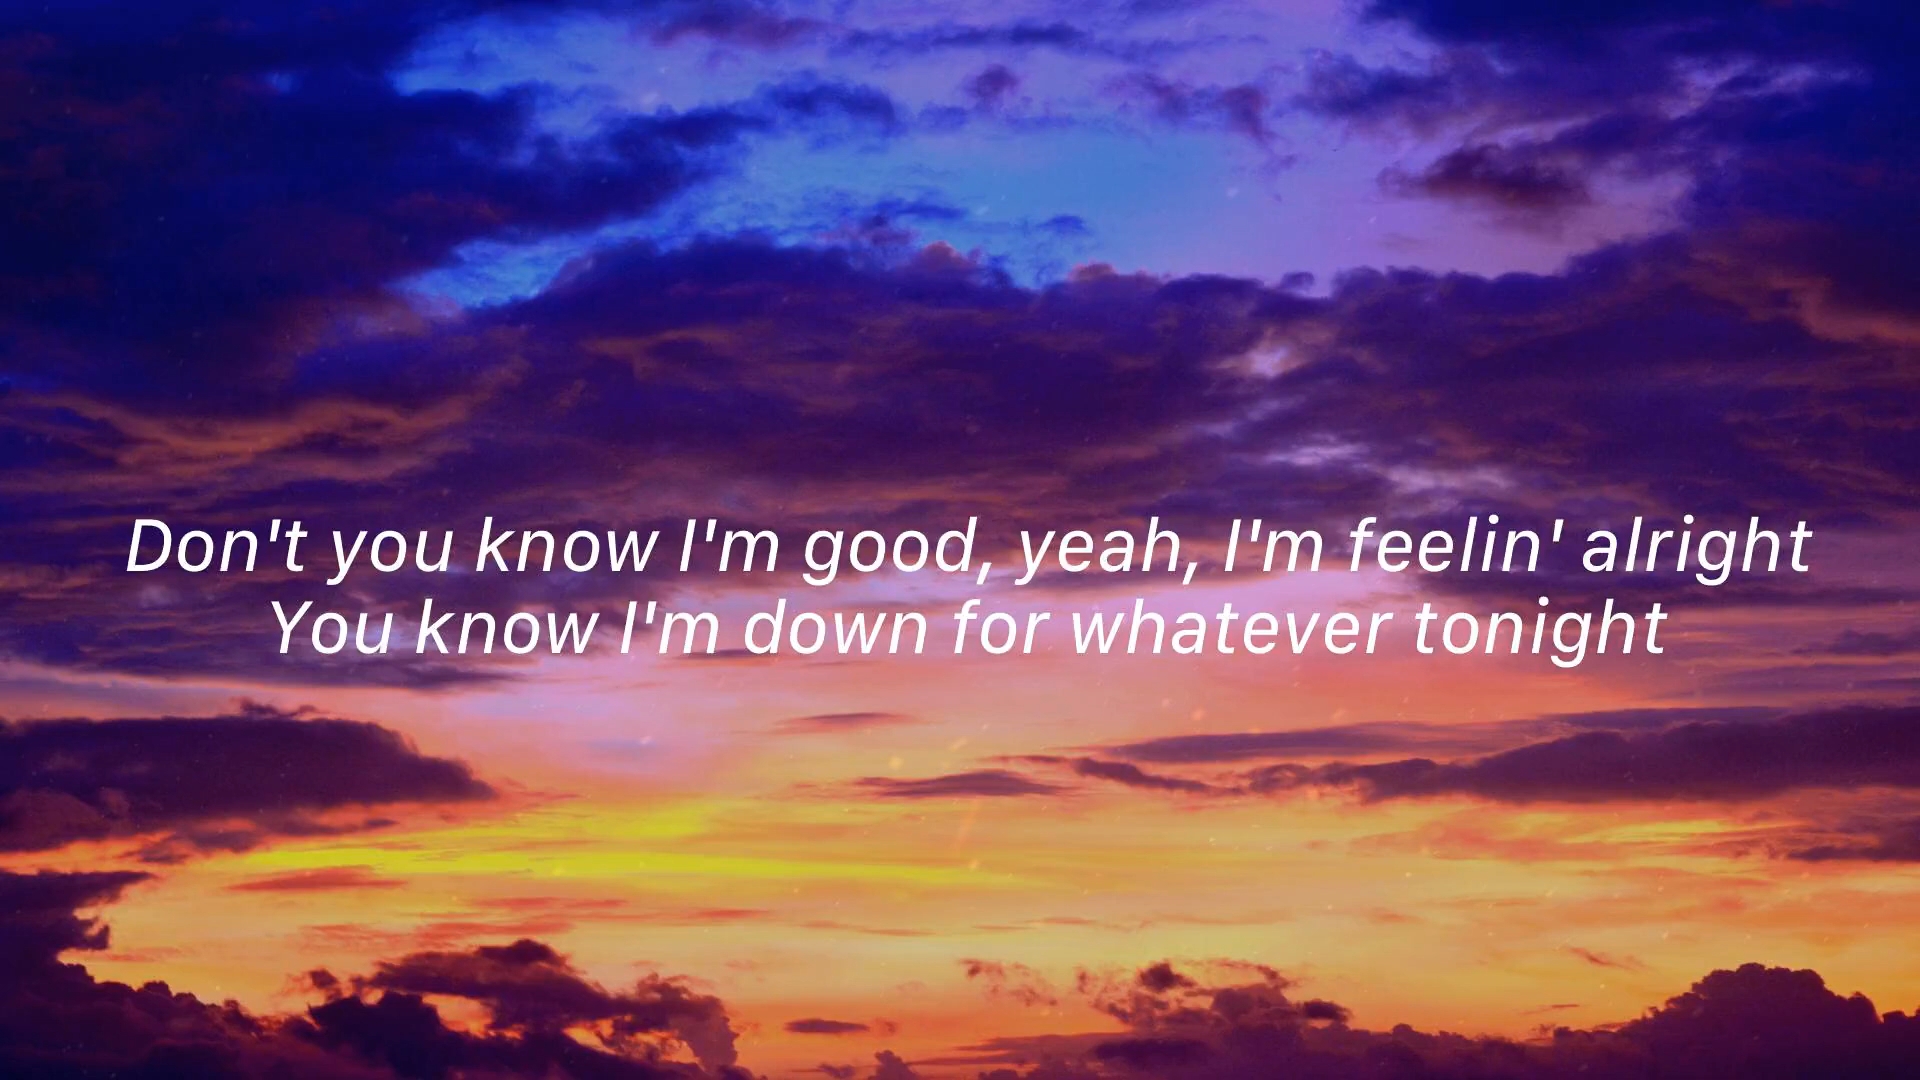 Don't you know I'm good, yeah, I'm feelin' alright
You know I'm down for whatever tonight